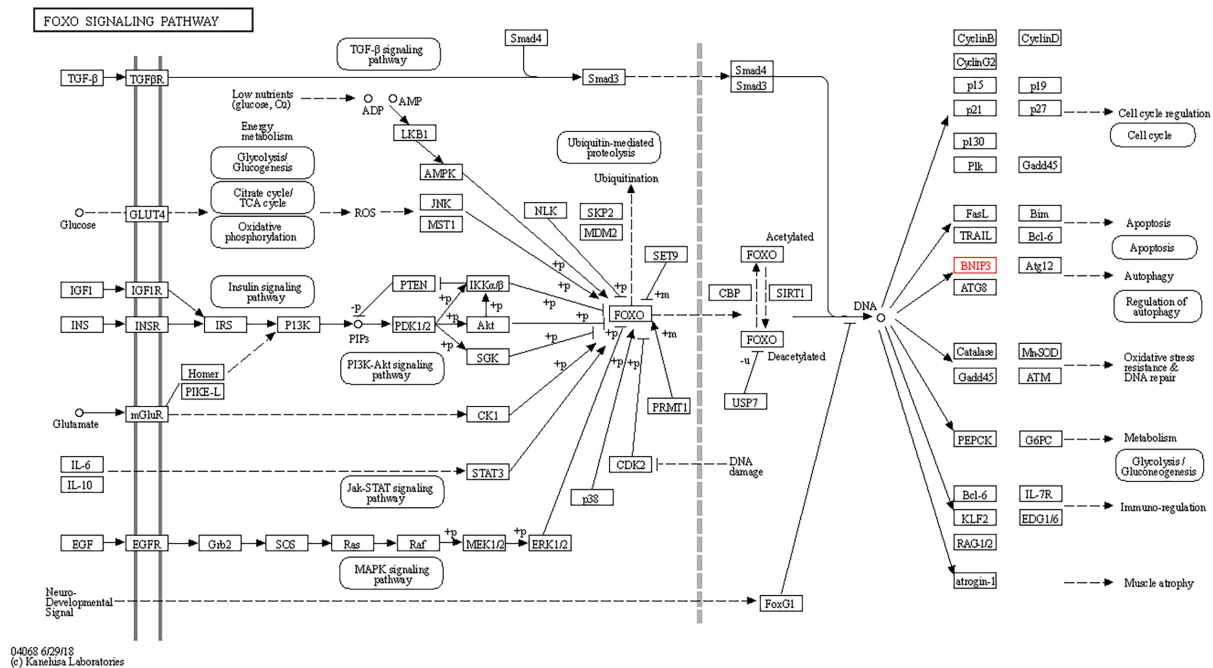 FOXO SIGNALING PATHWAY
TGF-β
TGFβR
TGF-β signaling
pathway
Smad4
Smad3
Smad4
Smad3
Low nutrients
(glucose, O2)
ADP
AMP
LKB1
AMPK
Energy
metabolism
Glycolysis/
Glucogenesis
Citrate cycle/
TCA cycle
Oxidative
phosphorylation
Glucose
GLUT4
ROS
JNK
MST1
Ubiquitin-mediated
proteolysis
Ubiquitination
NLK
SKP2
MDM2
SET9
+p
+p
+m
IGF1
IGF1R
Insulin signaling
pathway
PTEN
IKKα/β
+p
-p
+p
+p
INS
INSR
IRS
PI3K
PIP3
PDK1/2
+p
Akt
+p
+p
SGK
+p
PI3K-Akt signaling
pathway
FOXO
+m
+p
+p
+p
+p
+p
Homer
PIKE-L
Glutamate
mGluR
CK1
PRMT1
IL-6
IL-10
STAT3
Jak-STAT signaling
pathway
CDK2
DNA
damage
p38
EGF
EGFR
Grb2
SOS
Ras
Raf
+p
MEK1/2
+p
ERK1/2
MAPK signaling
pathway
Neuro-
Developmental
Signal
FoxG1
Acetylated
FOXO
CBP
SIRT1
FOXO
-u
Deacetylated
USP7
DNA
CyclinB
CyclinD
CyclinG2
p15
p19
p21
p27
Cell cycle regulation
Cell cycle
p130
Plk
Gadd45
FasL
Bim
Apoptosis
TRAIL
Bcl-6
Apoptosis
BNIP3
Atg12
Autophagy
ATG8
Regulation of
autophagy
Catalase
Mn-SOD
Oxidative stress
resistance &
DNA repair
Gadd45
ATM
PEPCK
G6PC
Metabolism
Glycolysis /
Gluconeogenesis
Bcl-6
IL-7R
Immuno-regulation
KLF2
EDG1/6
RAG-1/2
atrogin-1
Muscle atrophy
04068 6/29/18
(c) Kanehisa Laboratories